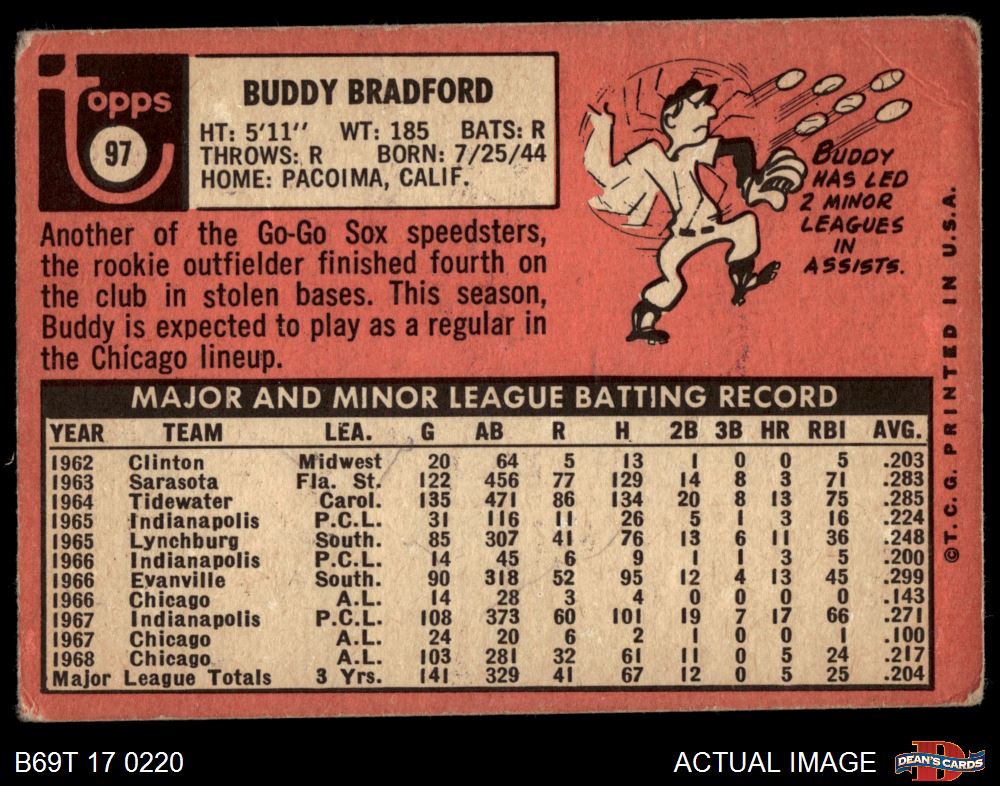 Topps
97
BUDDY BRADFORD
HT: 5'11" WT: 185 BATS: R
THROWS: R BORN: 7/25/44
HOME: PACOIMA, CALIF.
BUDDY
HAS LED
2 MINOR
LEAGUES
IN
ASSISTS.
Another of the Go-Go Sox speedsters,
the rookie outfielder finished fourth on
the club in stolen bases. This season,
Buddy is expected to play as a regular in
the Chicago lineup.
MAJOR AND MINOR LEAGUE BATTING RECORD
YEAR TEAM LEA. G AB R H 2B 3B HR RBI AVG.
1962 Clinton Midwest 20 64 5 13 1 0 0 5 .203
1963 Sarasota Fla. St. 122 456 77 129 14 8 3 71 .283
1964 Tidewater Carol. 135 471 86 134 20 8 13 75 .285
1965 Indianapolis P.C.L. 31 116 11 26 5 1 3 16 .224
1965 Lynchburg South. 85 307 41 76 13 6 11 36 .248
1966 Indianapolis P.C.L. 14 45 6 9 1 1 3 5 .200
1966 Evanville South. 90 318 52 95 12 4 13 45 .299
1966 Chicago A.L. 14 28 3 4 0 0 0 0 .143
1967 Indianapolis P.C.L. 108 373 60 101 19 7 17 66 .271
1967 Chicago A.L. 24 20 6 2 1 0 0 1 .100
1968 Chicago A.L. 103 281 32 61 11 0 5 24 .217
Major League Totals 3 Yrs. 141 329 41 67 12 0 5 25 .204
©T.C.G. PRINTED IN U.S.A.
B69T 17 0220
ACTUAL IMAGE
DEAN'S CARDS